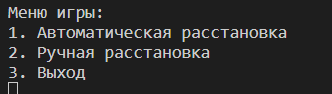 Меню игры:
1. Автоматическая расстановка
2. Ручная расстановка
3. Выход